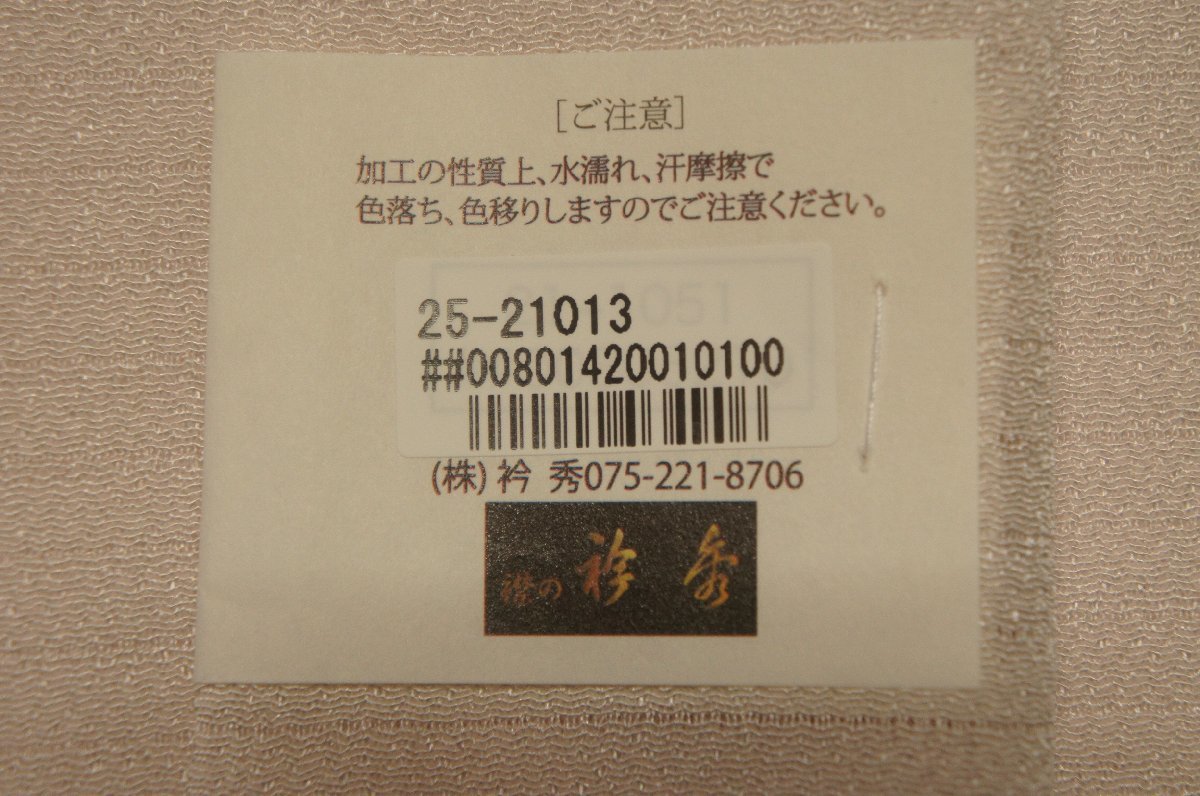 [ご注意]
加工の性質上、水濡れ、汗摩擦で
色落ち、色移りしますのでご注意ください。
25-21013
##00801420010100
(株) 衿 秀075-221-8706
襟の 衿 秀